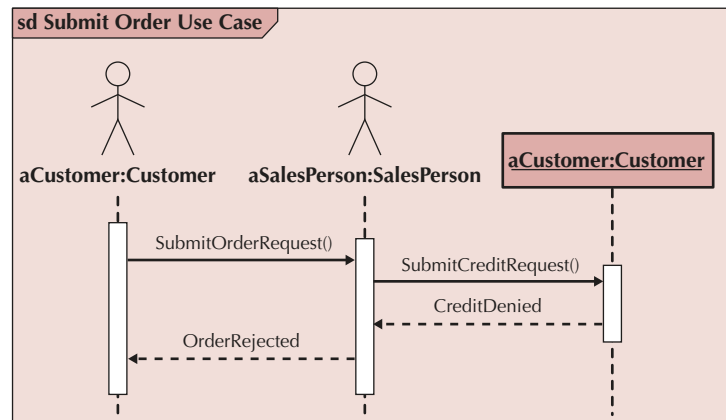 sd Submit Order Use Case
aCustomer:Customer
aSalesPerson:SalesPerson
aCustomer:Customer
SubmitOrderRequest()
SubmitCreditRequest()
CreditDenied
OrderRejected